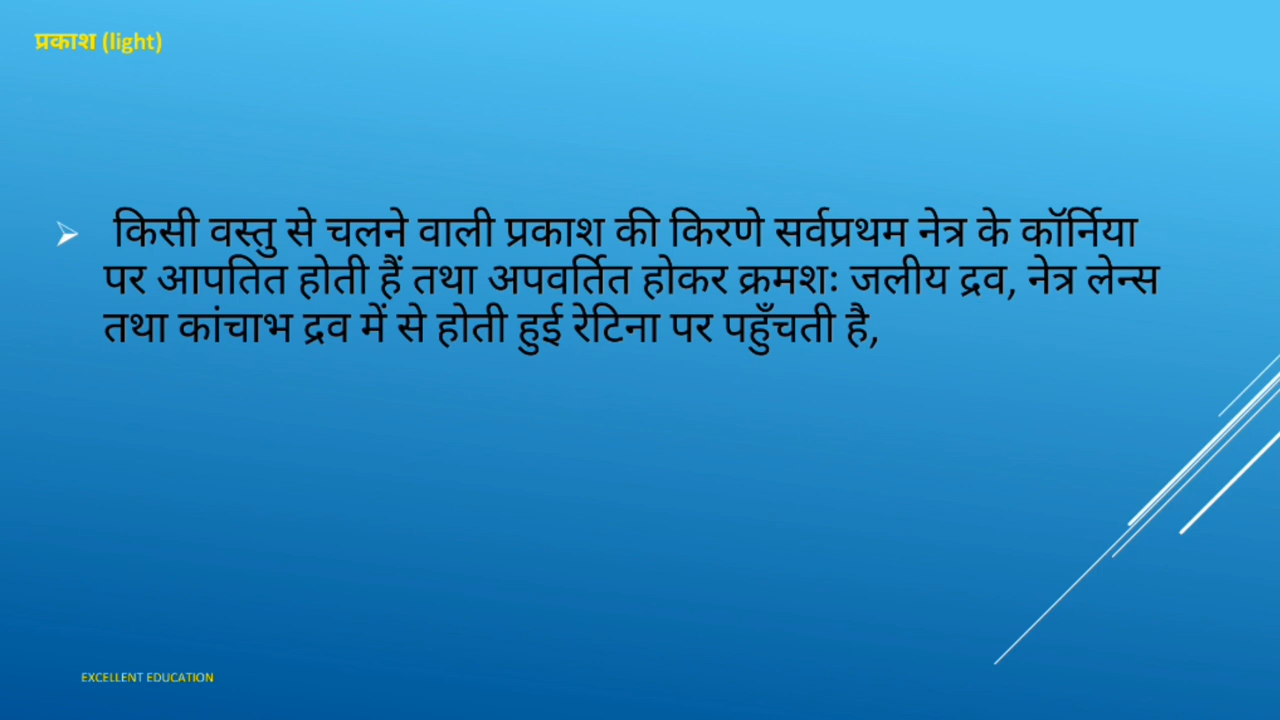 प्रकाश (light)
किसी वस्तु से चलने वाली प्रकाश की किरणे सर्वप्रथम नेत्र के कॉर्निया
पर आपतित होती हैं तथा अपवर्तित होकर क्रमशः जलीय द्रव, नेत्र लेन्स
तथा कांचाभ द्रव में से होती हुई रेटिना पर पहुँचती है,
EXCELLENT EDUCATION